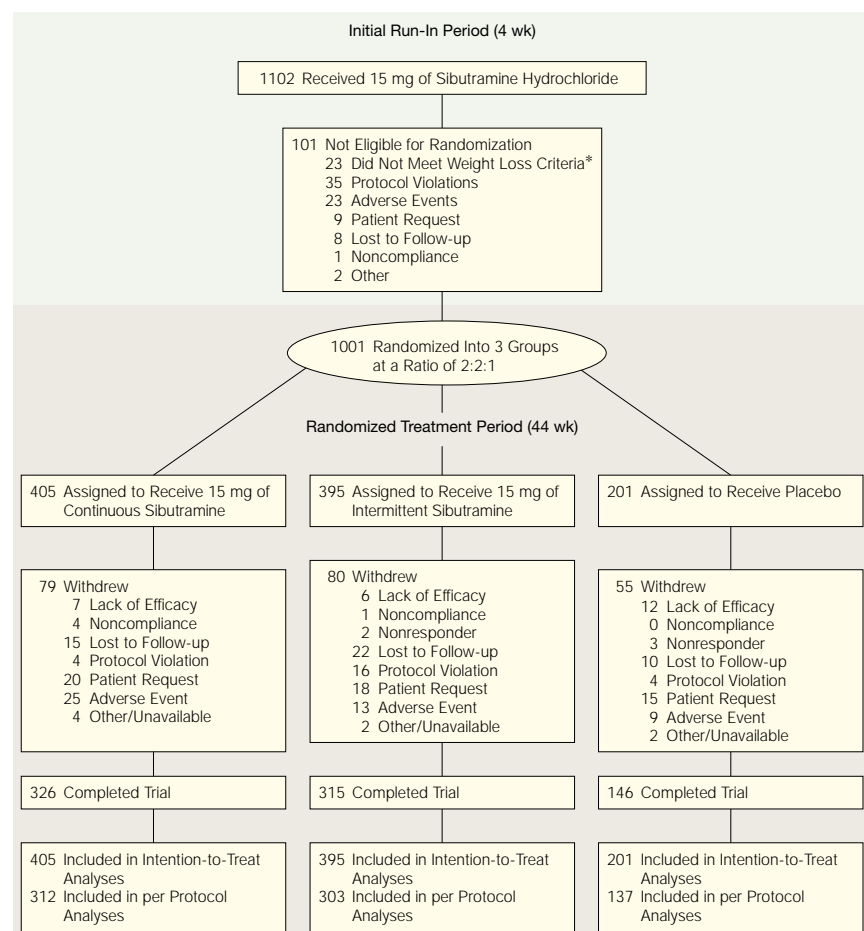 Initial Run-In Period (4 wk)
1102 Received 15 mg of Sibutramine Hydrochloride
101 Not Eligible for Randomization
23 Did Not Meet Weight Loss Criteria*
35 Protocol Violations
23 Adverse Events
9 Patient Request
8 Lost to Follow-up
1 Noncompliance
2 Other
1001 Randomized Into 3 Groups
at a Ratio of 2:2:1
Randomized Treatment Period (44 wk)
405 Assigned to Receive 15 mg of
Continuous Sibutramine
395 Assigned to Receive 15 mg of
Intermittent Sibutramine
201 Assigned to Receive Placebo
79 Withdrew
7 Lack of Efficacy
4 Noncompliance
15 Lost to Follow-up
4 Protocol Violation
20 Patient Request
25 Adverse Event
4 Other/Unavailable
80 Withdrew
6 Lack of Efficacy
1 Noncompliance
2 Nonresponder
22 Lost to Follow-up
16 Protocol Violation
18 Patient Request
13 Adverse Event
2 Other/Unavailable
55 Withdrew
12 Lack of Efficacy
0 Noncompliance
3 Nonresponder
10 Lost to Follow-up
4 Protocol Violation
15 Patient Request
9 Adverse Event
2 Other/Unavailable
326 Completed Trial
315 Completed Trial
146 Completed Trial
405 Included in Intention-to-Treat
Analyses
312 Included in per Protocol
Analyses
395 Included in Intention-to-Treat
Analyses
303 Included in per Protocol
Analyses
201 Included in Intention-to-Treat
Analyses
137 Included in per Protocol
Analyses